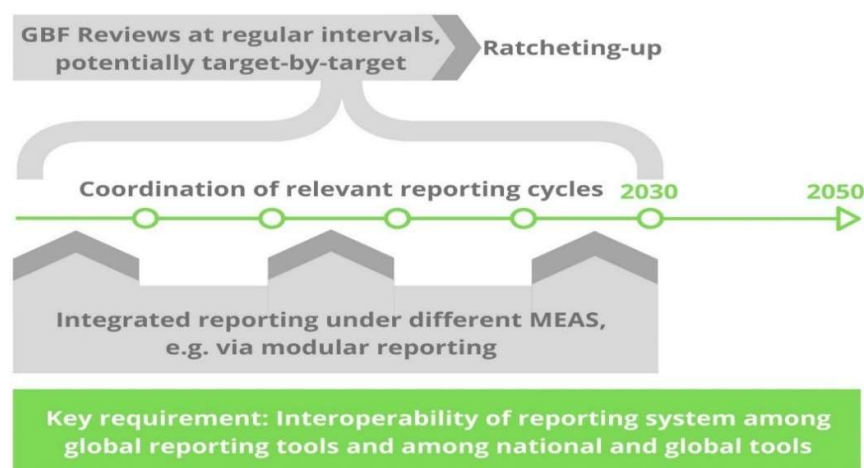 GBF Reviews at regular intervals,
potentially target-by-target
Ratcheting-up
Coordination of relevant reporting cycles
2030
2050
Integrated reporting under different MEAS,
e.g. via modular reporting
Key requirement: Interoperability of reporting system among
global reporting tools and among national and global tools